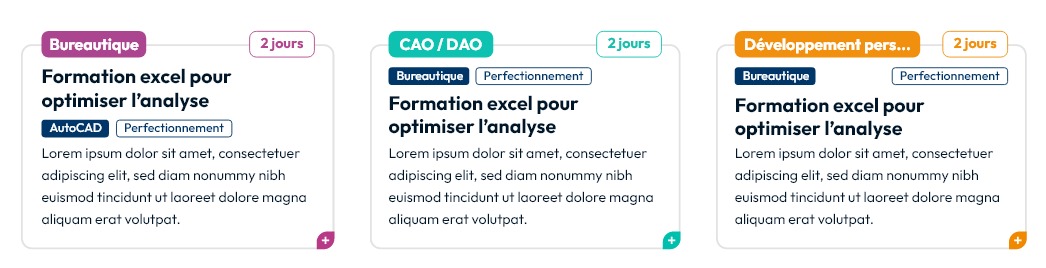 Bureautique
2 jours
Formation excel pour
optimiser l'analyse
AutoCAD
Perfectionnement
Lorem ipsum dolor sit amet, consectetuer
adipiscing elit, sed diam nonummy nibh
euismod tincidunt ut laoreet dolore magna
aliquam erat volutpat.
+
CAO / DAO
2 jours
Bureautique
Perfectionnement
Formation excel pour
optimiser l'analyse
Lorem ipsum dolor sit amet, consectetuer
adipiscing elit, sed diam nonummy nibh
euismod tincidunt ut laoreet dolore magna
aliquam erat volutpat.
+
Développement pers...
2 jours
Bureautique
Perfectionnement
Formation excel pour
optimiser l'analyse
Lorem ipsum dolor sit amet, consectetuer
adipiscing elit, sed diam nonummy nibh
euismod tincidunt ut laoreet dolore magna
aliquam erat volutpat.
+